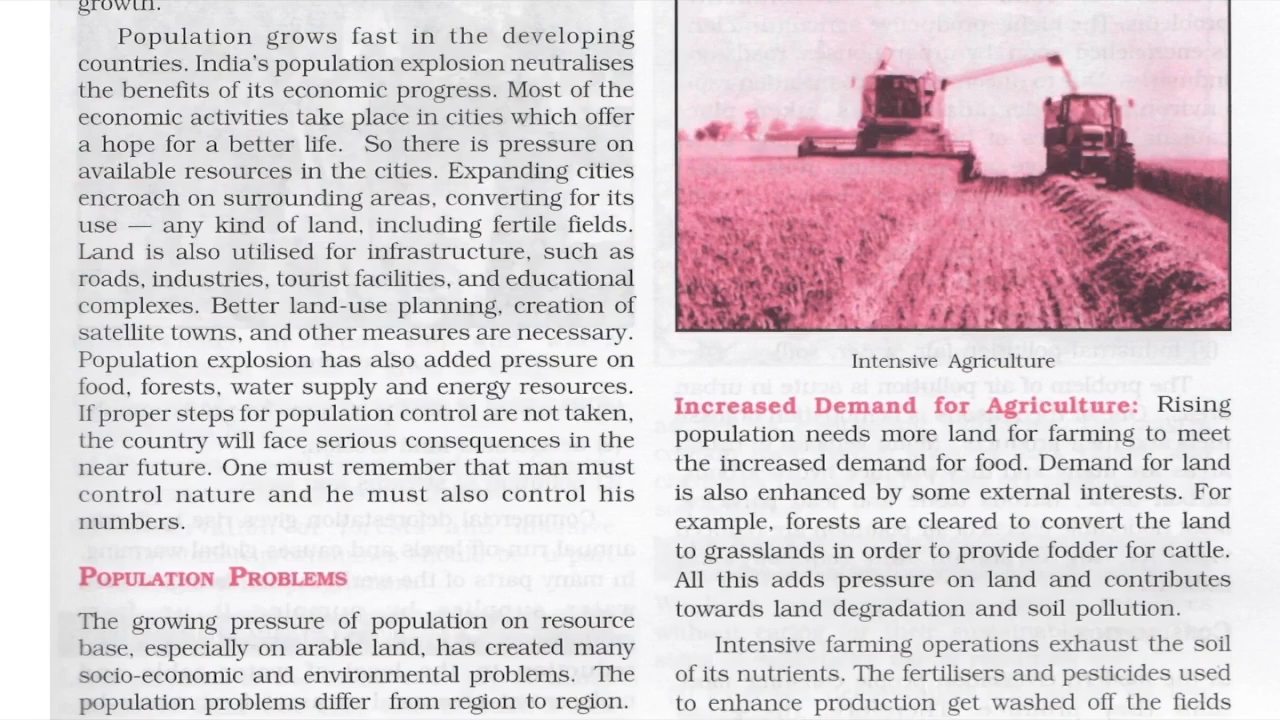 growth.
Population grows fast in the developing
countries. India's population explosion neutralises
the benefits of its economic progress. Most of the
economic activities take place in cities which offer
a hope for a better life. So there is pressure on
available resources in the cities. Expanding cities
encroach on surrounding areas, converting for its
use — any kind of land, including fertile fields.
Land is also utilised for infrastructure, such as
roads, industries, tourist facilities, and educational
complexes. Better land-use planning, creation of
satellite towns, and other measures are necessary.
Population explosion has also added pressure on
food, forests, water supply and energy resources.
If proper steps for population control are not taken,
the country will face serious consequences in the
near future. One must remember that man must
control nature and he must also control his
numbers.
POPULATION PROBLEMS
The growing pressure of population on resource
base, especially on arable land, has created many
socio-economic and environmental problems. The
population problems differ from region to region.
Intensive Agriculture
Increased Demand for Agriculture: Rising
population needs more land for farming to meet
the increased demand for food. Demand for land
is also enhanced by some external interests. For
example, forests are cleared to convert the land
to grasslands in order to provide fodder for cattle.
All this adds pressure on land and contributes
towards land degradation and soil pollution.
Intensive farming operations exhaust the soil
of its nutrients. The fertilisers and pesticides used
to enhance production get washed off the fields